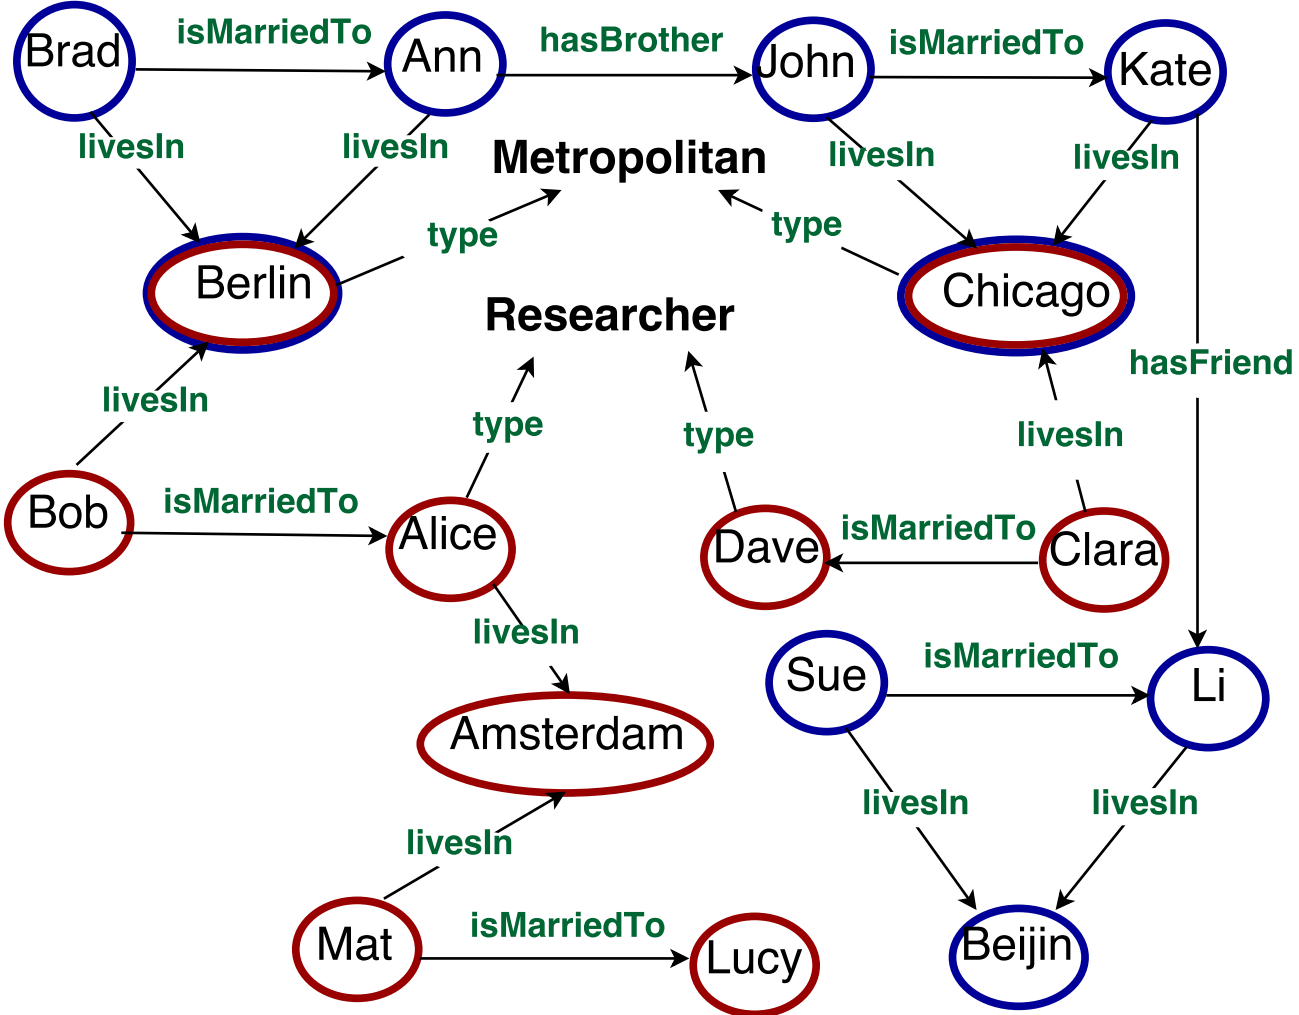 Brad
isMarriedTo
Ann
hasBrother
John
isMarriedTo
Kate
livesIn
livesIn
Metropolitan
livesIn
livesIn
type
type
Berlin
Chicago
Researcher
hasFriend
livesIn
type
type
livesIn
Bob
isMarriedTo
Alice
Dave
isMarriedTo
Clara
livesIn
Sue
isMarriedTo
Li
Amsterdam
livesIn
livesIn
livesIn
Mat
isMarriedTo
Lucy
Beijin